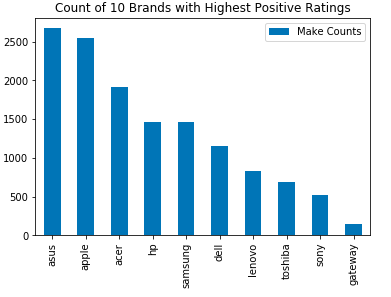 Count of 10 Brands with Highest Positive Ratings
Make Counts
2500
2000
1500
1000
500
0
asus
apple
acer
hp
samsung
dell
lenovo
toshiba
sony
gateway